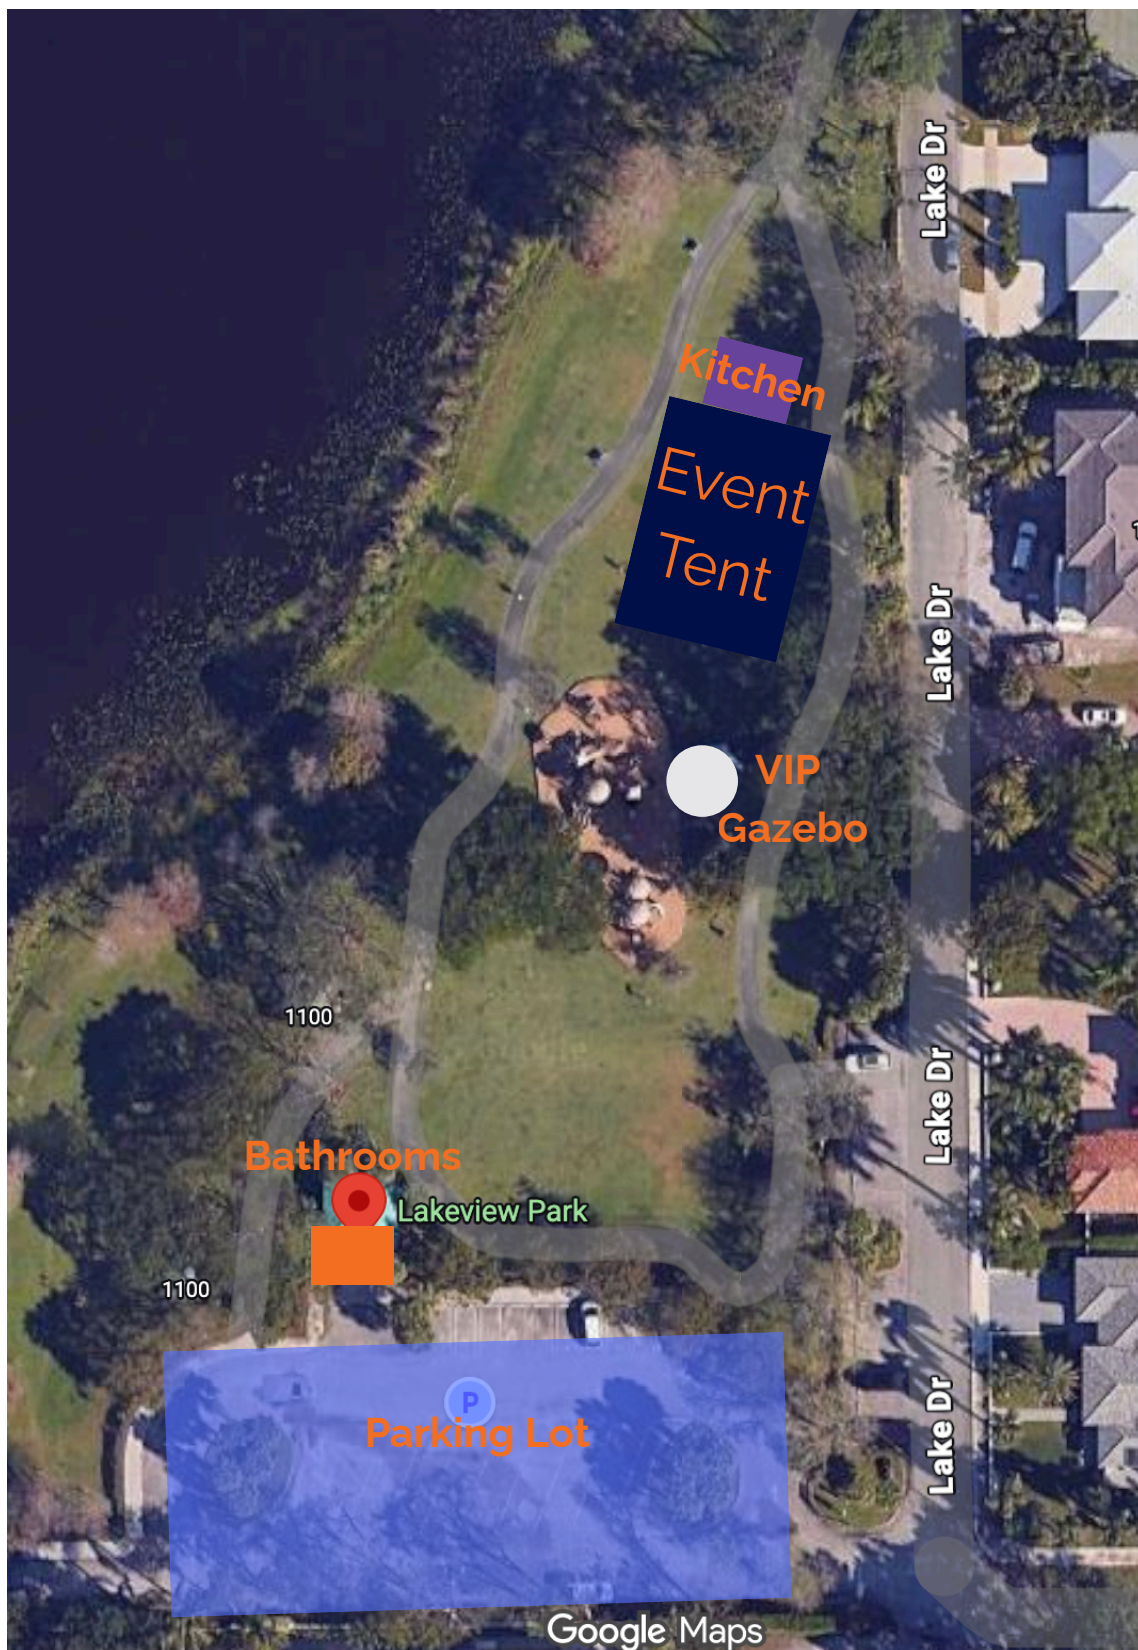 Lake Dr
Kitchen
Event
Tent
Lake Dr
VIP
Gazebo
1100
Lake Dr
Bathrooms
Lakeview Park
1100
P
Parking Lot
Lake Dr
Google Maps